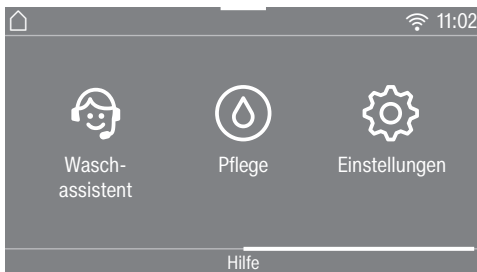 11:02
Wasch-
assistent
Pflege
Einstellungen
Hilfe